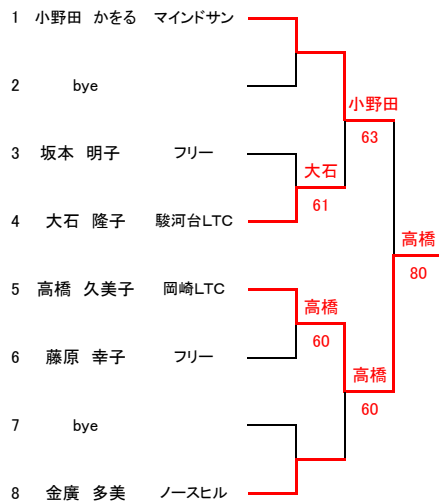 1 小野田 かをる マインドサン
2 bye
小野田
63
3 坂本 明子 フリー
大石
61
4 大石 隆子 駿河台LTC
高橋
80
5 高橋 久美子 岡崎LTC
高橋
60
6 藤原 幸子 フリー
高橋
60
7 bye
8 金廣 多美 ノースヒル